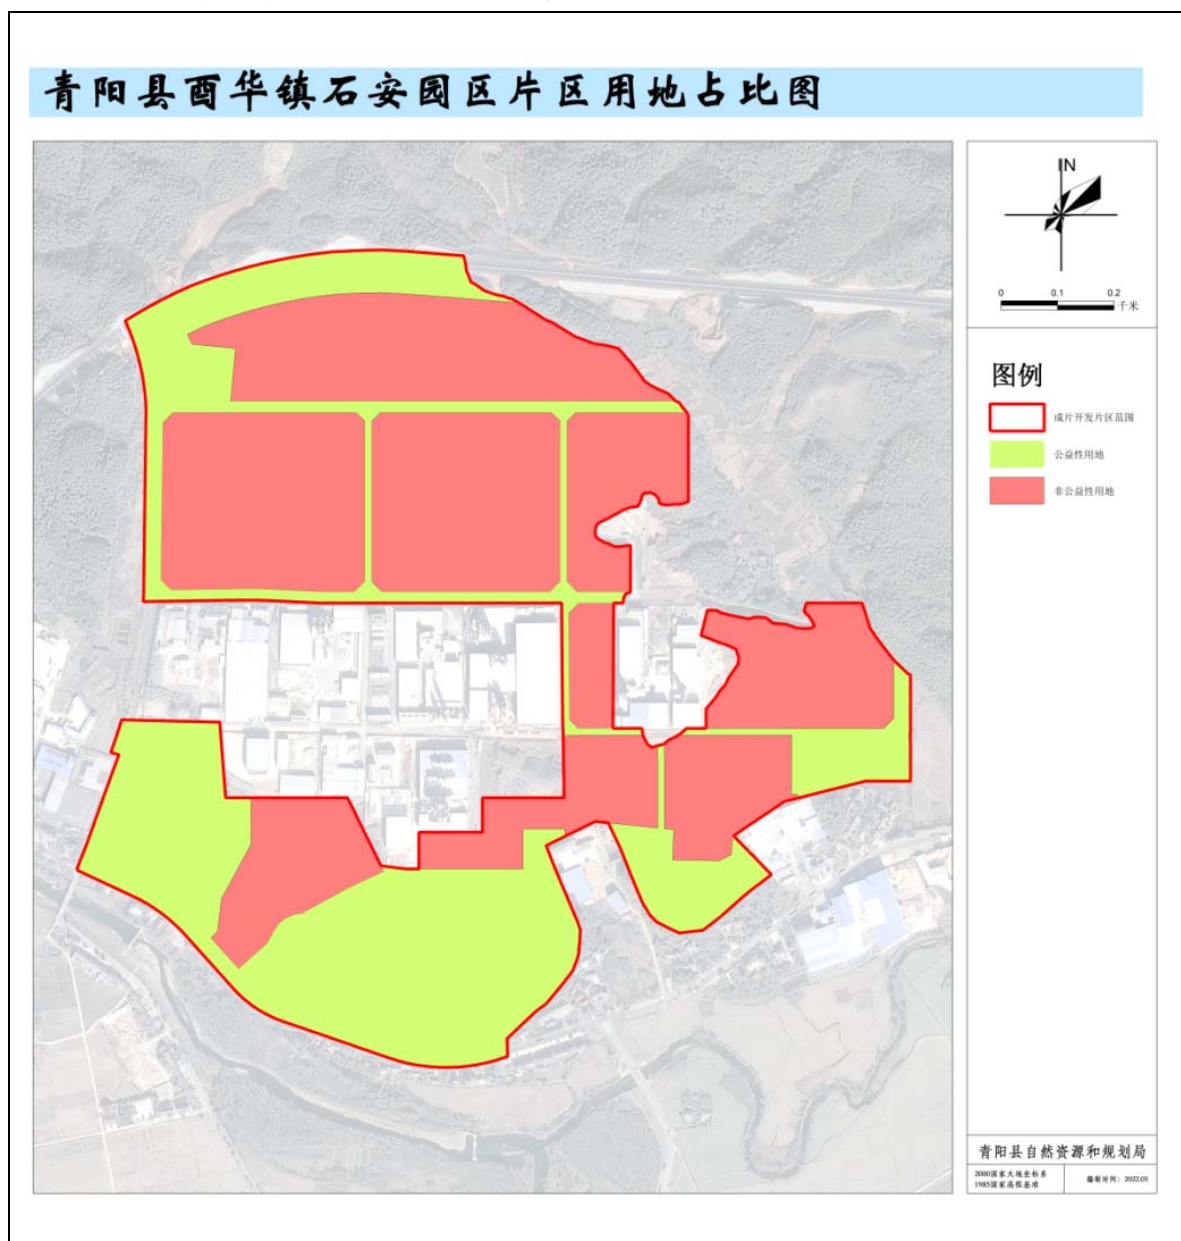 青阳县酉华镇石安园区片区用地占比图
N
0 0.1 0.2
千米
图例
成片开发片区范围
公益性用地
非公益性用地
青阳县自然资源和规划局
2000国家大地坐标系
1985国家高程基准
编制时间：2022.05